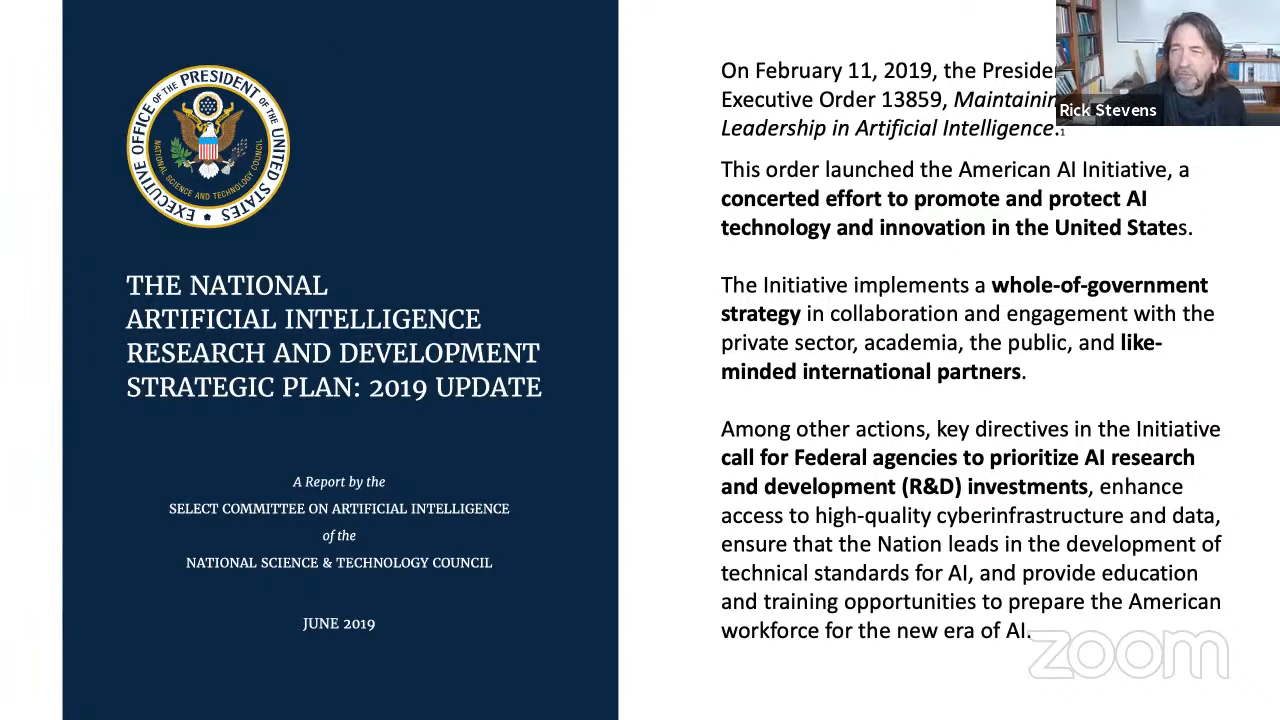 EXECUTIVE OFFICE OF THE PRESIDENT OF THE UNITED STATES
NATIONAL SCIENCE AND TECHNOLOGY COUNCIL
THE NATIONAL
ARTIFICIAL INTELLIGENCE
RESEARCH AND DEVELOPMENT
STRATEGIC PLAN: 2019 UPDATE
A Report by the
SELECT COMMITTEE ON ARTIFICIAL INTELLIGENCE
of the
NATIONAL SCIENCE & TECHNOLOGY COUNCIL
JUNE 2019
On February 11, 2019, the
Executive Order 13859,
Leadership in Artificial Intelligence.1
This order launched the American AI Initiative, a
concerted effort to promote and protect AI
technology and innovation in the United States.
The Initiative implements a whole-of-government
strategy in collaboration and engagement with the
private sector, academia, the public, and like-
minded international partners.
Among other actions, key directives in the Initiative
call for Federal agencies to prioritize AI research
and development (R&D) investments, enhance
access to high-quality cyberinfrastructure and data,
ensure that the Nation leads in the development of
technical standards for AI, and provide education
and training opportunities to prepare the American
workforce for the new era of AI.
Rick Stevens
zoom